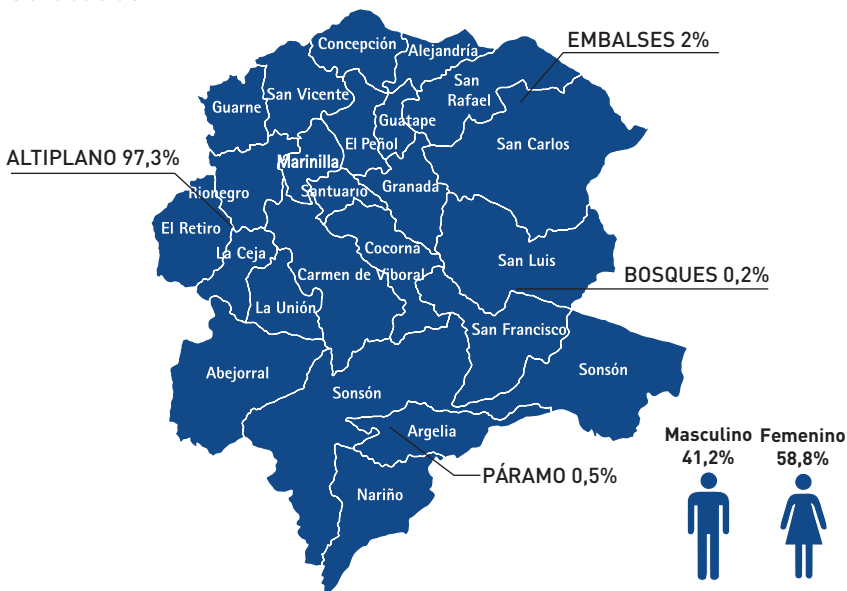 Concepción
Alejandría
EMBALSES 2%
San
Rafael
San Vicente
Guarne
Guatape
El Peñol
San Carlos
ALTIPLANO 97,3%
Marinilla
Santuario
Granada
Rionegro
El Retiro
La Ceja
Cocorna
San Luis
Carmen de Viboral
BOSQUES 0,2%
La Unión
San Francisco
Abejorral
Sonsón
Sonsón
Argelia
Masculino
41,2%
Femenino
58,8%
PÁRAMO 0,5%
Nariño